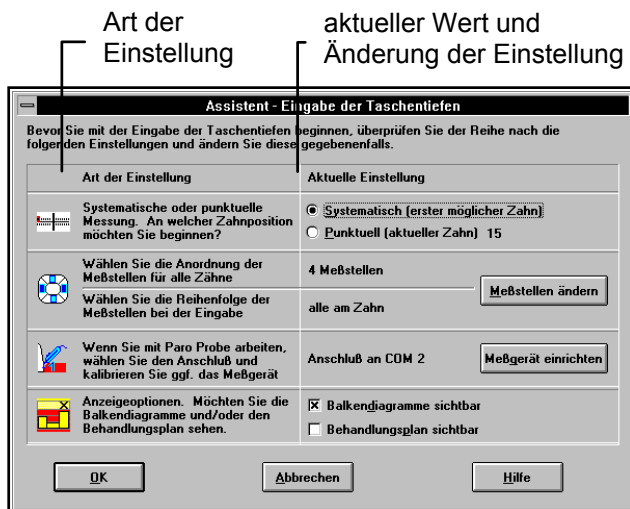 Art der
Einstellung
aktueller Wert und
Änderung der Einstellung
Assistent - Eingabe der Taschentiefen
Bevor Sie mit der Eingabe der Taschentiefen beginnen, überprüfen Sie der Reihe nach die
folgenden Einstellungen und ändern Sie diese gegebenenfalls.
Art der Einstellung
Aktuelle Einstellung
Systematische oder punktuelle
Messung. An welcher Zahnposition
möchten Sie beginnen?
Systematisch (erster möglicher Zahn)
Punktuell (aktueller Zahn) 15
Wählen Sie die Anordnung der
Meßstellen für alle Zähne
4 Meßstellen
Wählen Sie die Reihenfolge der
Meßstellen bei der Eingabe
alle am Zahn
Meßstellen ändern
Wenn Sie mit Paro Probe arbeiten,
wählen Sie den Anschluß und
kalibrieren Sie ggf. das Meßgerät
Anschluß an COM 2
Meßgerät einrichten
Anzeigeoptionen. Möchten Sie die
Balkendiagramme und/oder den
Behandlungsplan sehen.
Balkendiagramme sichtbar
Behandlungsplan sichtbar
OK
Abbrechen
Hilfe